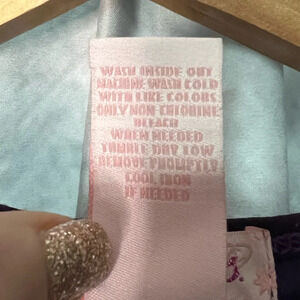 WASH INSIDE OUT
MACHINE WASH COLD
WITH LIKE COLORS
ONLY NON-CHLORINE
BLEACH
WHEN NEEDED
TUMBLE DRY LOW
REMOVE PROMPTLY
COOL IRON
IF NEEDED